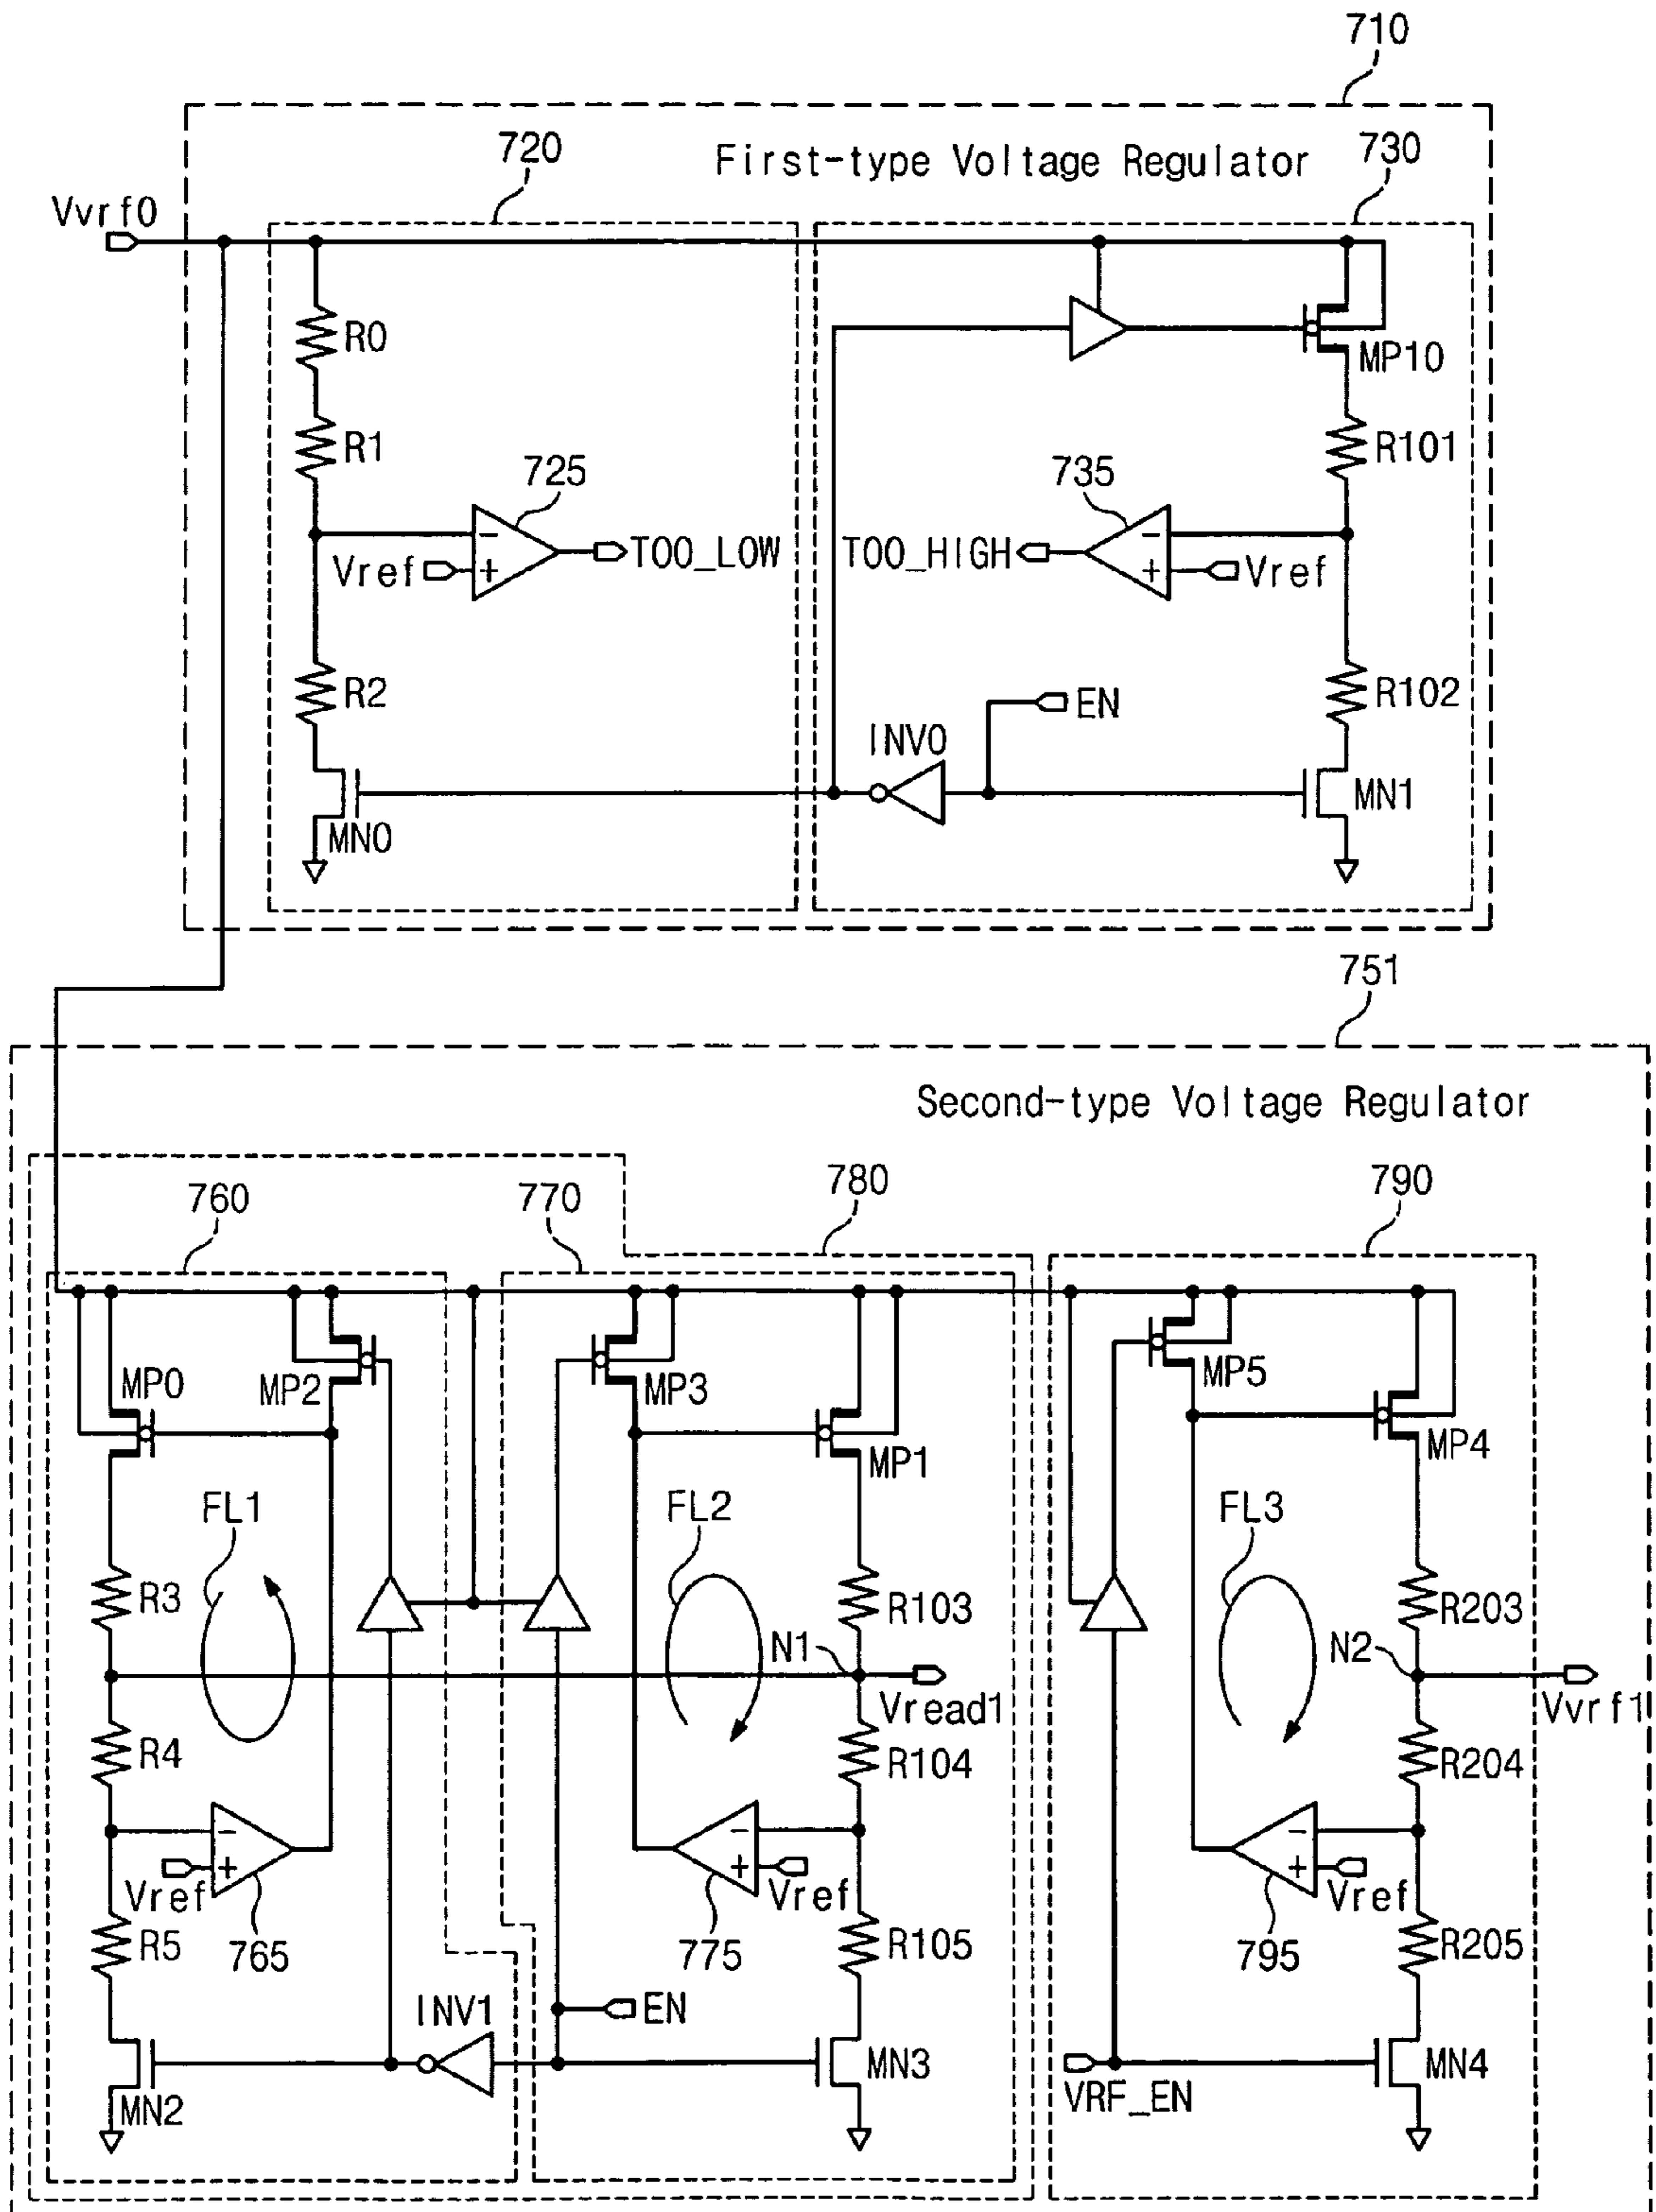 710
720
First-type Voltage Regulator
730
Vvrf0
R0
MP10
R1
R101
725
735
-
TOO_LOW
TOO_HIGH
-
Vref
+
+
Vref
R2
R102
EN
INV0
MN1
MN0
751
Second-type Voltage Regulator
760
770
780
790
MP0
MP2
MP3
MP5
MP1
MP4
FL1
FL2
FL3
R3
R103
R203
N1
N2
Vread1
Vvrf1
R4
R104
R204
-
-
-
+
+
+
Vref
Vref
Vref
R5
765
775
R105
795
R205
INV1
EN
MN3
MN4
MN2
VRF_EN